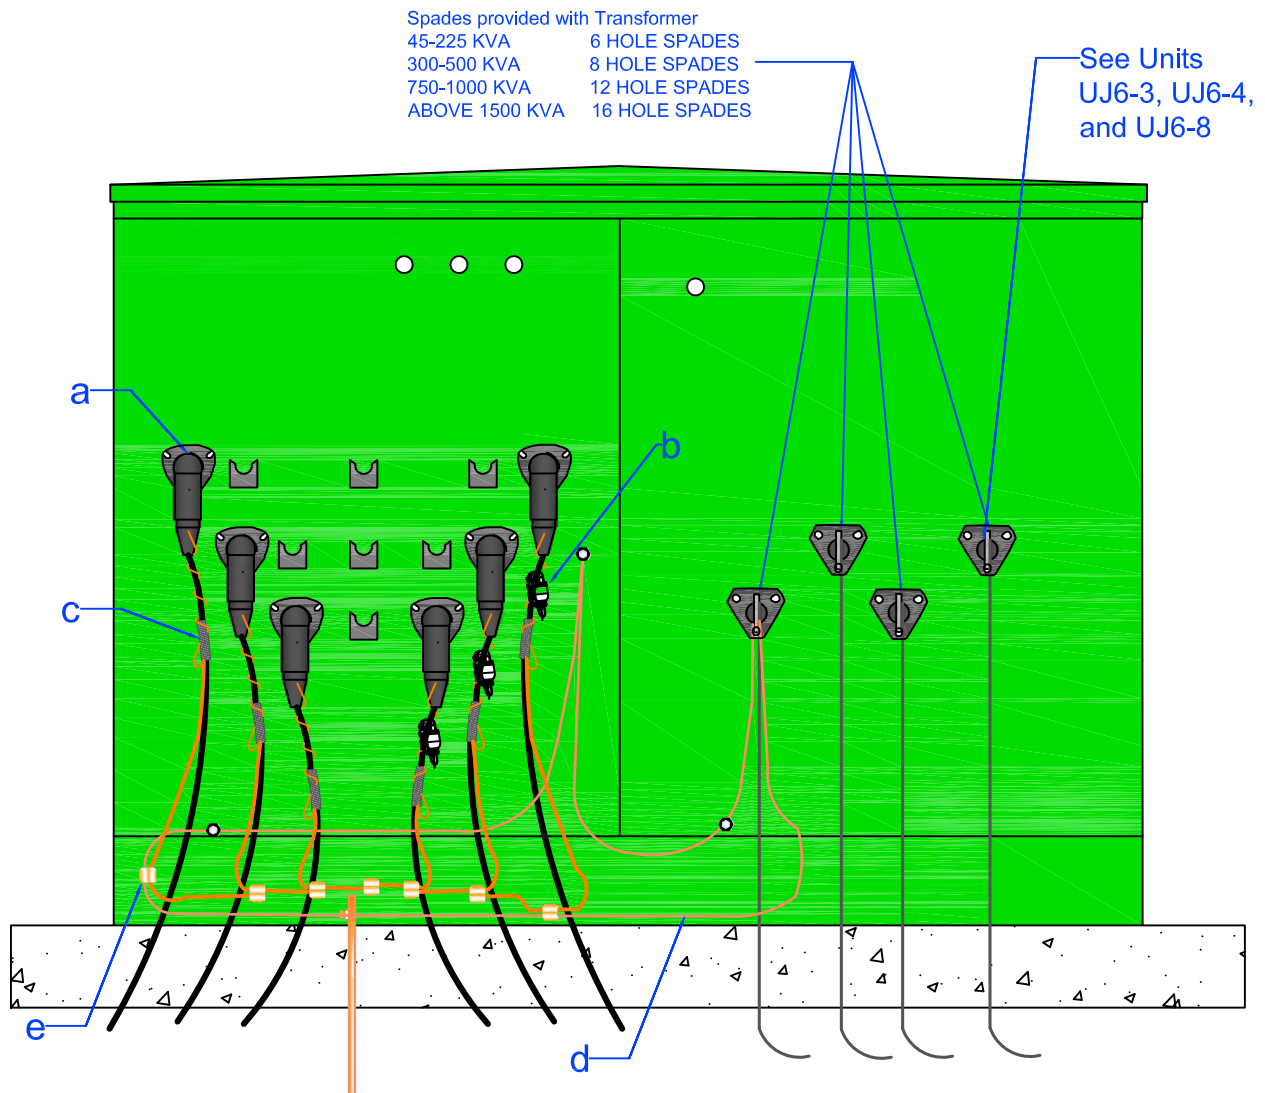 Spades provided with Transformer
45-225 KVA 6 HOLE SPADES
300-500 KVA 8 HOLE SPADES
750-1000 KVA 12 HOLE SPADES
ABOVE 1500 KVA 16 HOLE SPADES
See Units
UJ6-3, UJ6-4,
and UJ6-8
a
b
c
e
d